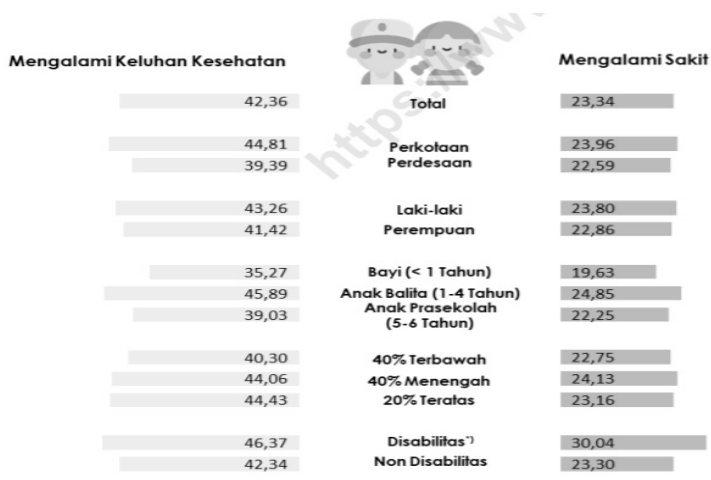 Mengalami Keluhan Kesehatan
Mengalami Sakit
42,36 Total 23,34
44,81 Perkotaan 23,96
39,39 Perdesaan 22,59
43,26 Laki-laki 23,80
41,42 Perempuan 22,86
35,27 Bayi (< 1 Tahun) 19,63
45,89 Anak Balita (1-4 Tahun) 24,85
39,03 Anak Prasekolah 22,25
(5-6 Tahun)
40,30 40% Terbawah 22,75
44,06 40% Menengah 24,13
44,43 20% Teratas 23,16
46,37 Disabilitas*) 30,04
42,34 Non Disabilitas 23,30